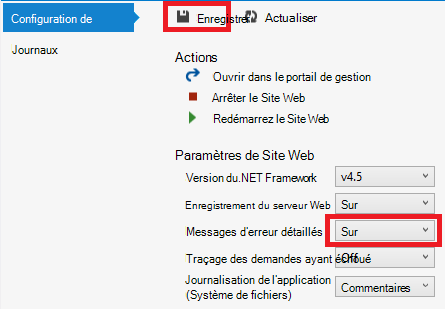 Configuration de
Enregistrer
Actualiser
Journaux
Actions
Ouvrir dans le portail de gestion
Arrêter le Site Web
Redémarrez le Site Web
Paramètres de Site Web
Version du.NET Framework
v4.5
Enregistrement du serveur Web
Sur
Messages d'erreur détaillés
Sur
Traçage des demandes ayant échoué
Off
Journalisation de l'application
(Système de fichiers)
Commentaires